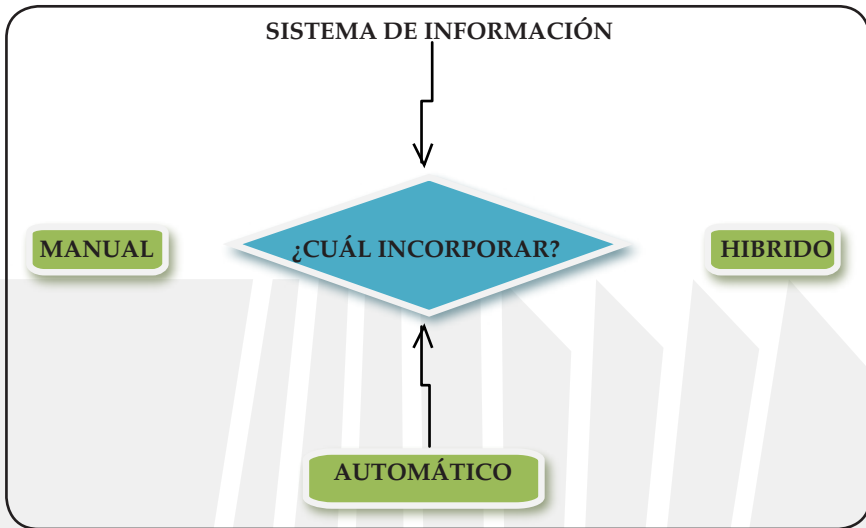 SISTEMA DE INFORMACIÓN
MANUAL
¿CUÁL INCORPORAR?
HIBRIDO
AUTOMÁTICO